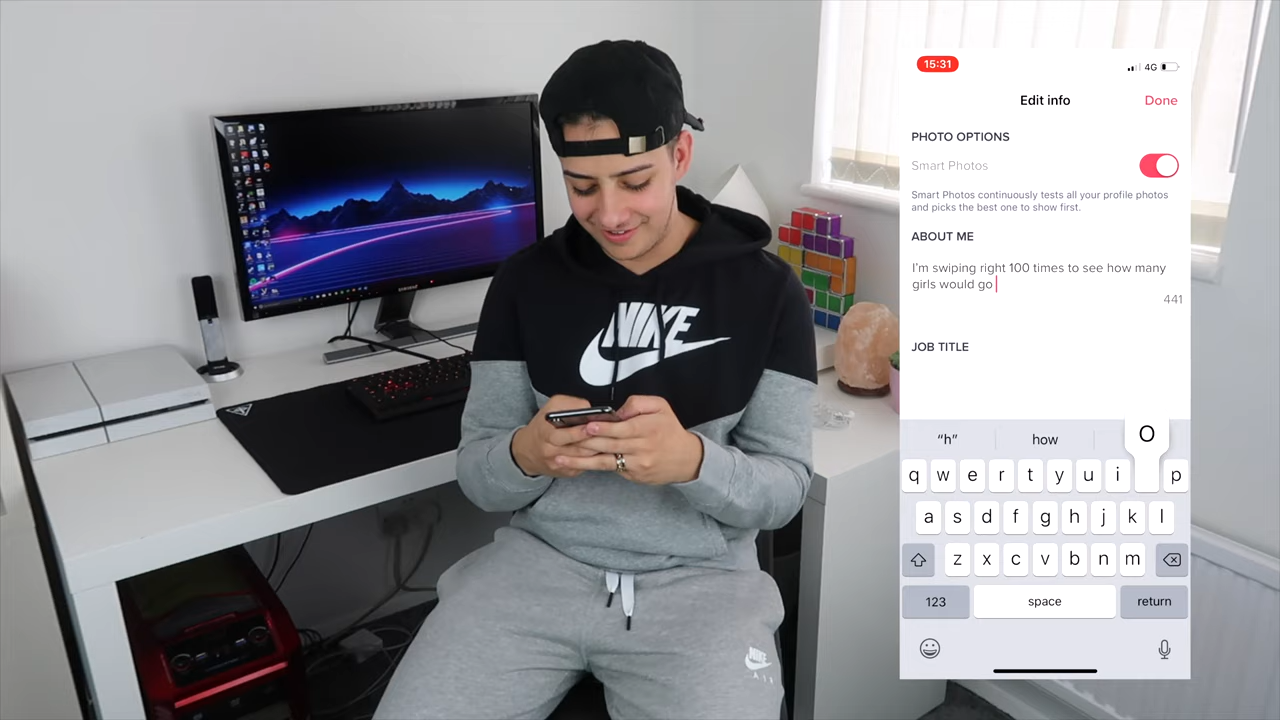 NIKE
AIR
SAMSUNG
15:31
4G
Edit info
Done
PHOTO OPTIONS
Smart Photos
Smart Photos continuously tests all your profile photos
and picks the best one to show first.
ABOUT ME
I'm swiping right 100 times to see how many
girls would go
441
JOB TITLE
“h”
how
O
q w e r t y u i p
a s d f g h j k l
z x c v b n m
123
space
return